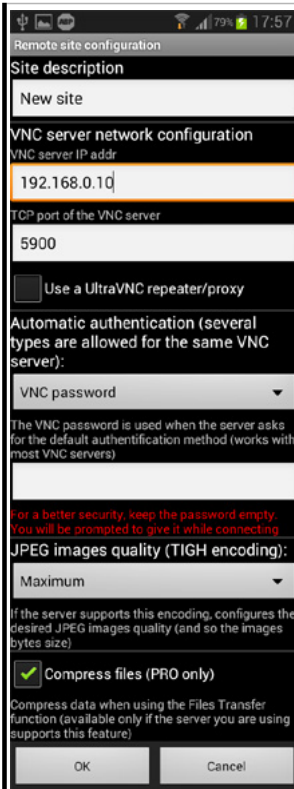 79% 17:57
Remote site configuration
Site description
New site
VNC server network configuration
VNC server IP addr
192.168.0.10
TCP port of the VNC server
5900
Use a UltraVNC repeater/proxy
Automatic authentication (several
types are allowed for the same VNC
server):
VNC password
The VNC password is used when the server asks
for the default authentification method (works with
most VNC servers)
For a better security, keep the password empty.
You will be prompted to give it while connecting
JPEG images quality (TIGH encoding):
Maximum
If the server supports this encoding, configures the
desired JPEG images quality (and so the images
bytes size)
Compress files (PRO only)
Compress data when using the Files Transfer
function (available only if the server you are using
supports this feature)
OK Cancel